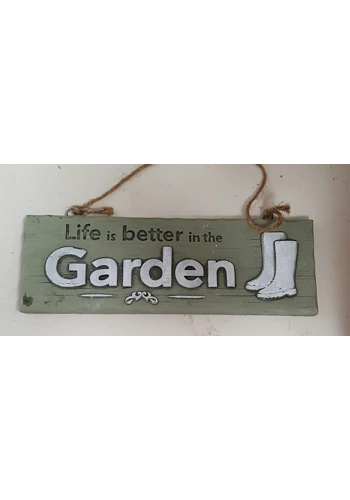 Life is better in the
Garden